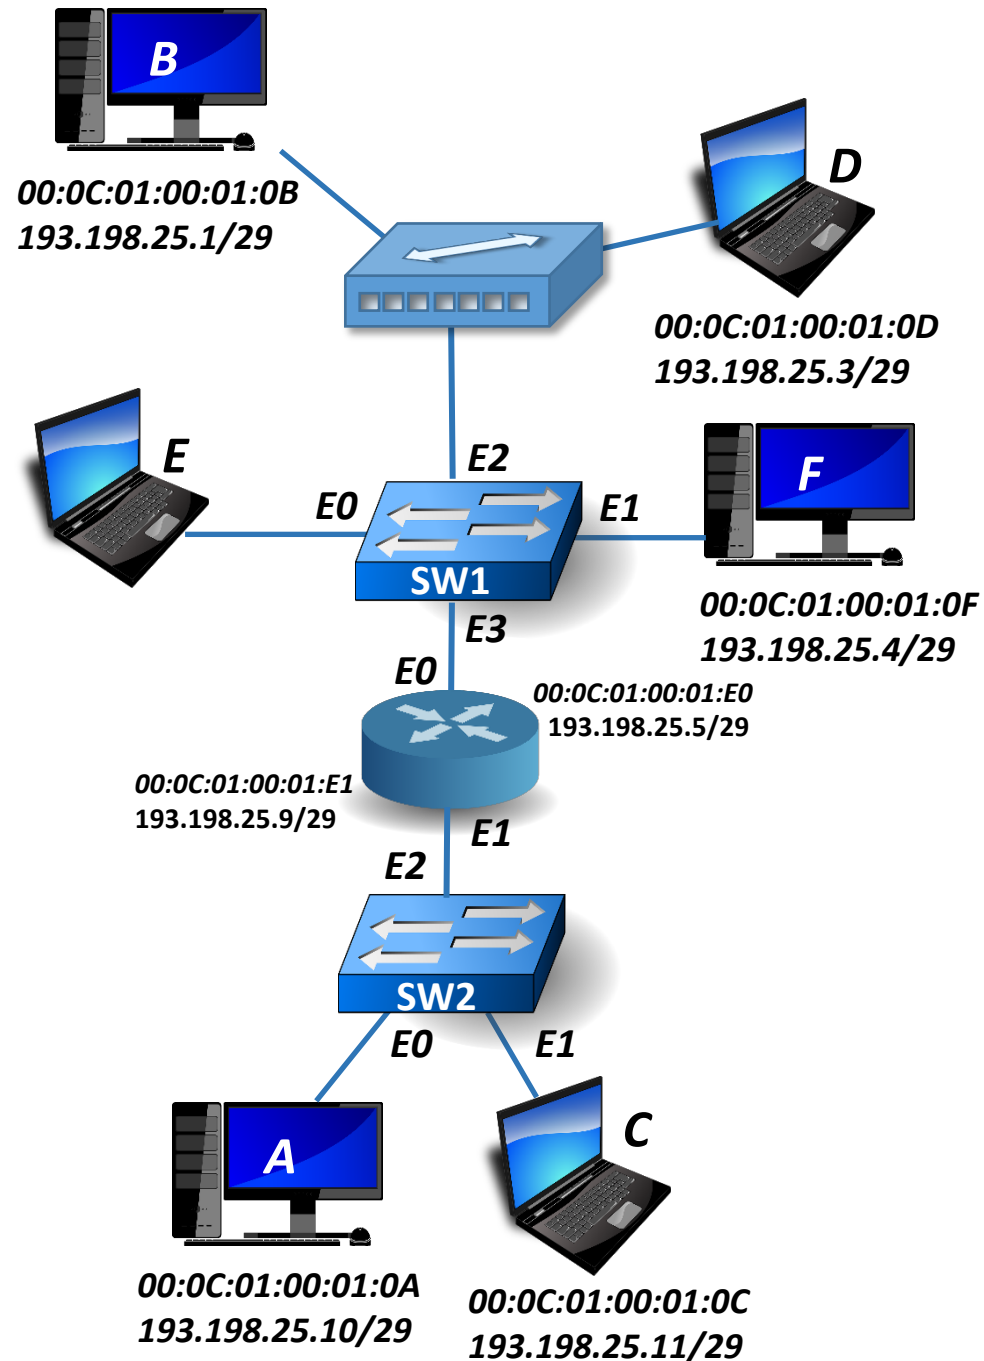 B
00:0C:01:00:01:0B
193.198.25.1/29
D
00:0C:01:00:01:0D
193.198.25.3/29
E
E2
E0
E1
F
SW1
00:0C:01:00:01:0F
193.198.25.4/29
E3
E0
00:0C:01:00:01:E0
193.198.25.5/29
00:0C:01:00:01:E1
193.198.25.9/29
E1
E2
SW2
E0
E1
A
C
00:0C:01:00:01:0A
193.198.25.10/29
00:0C:01:00:01:0C
193.198.25.11/29